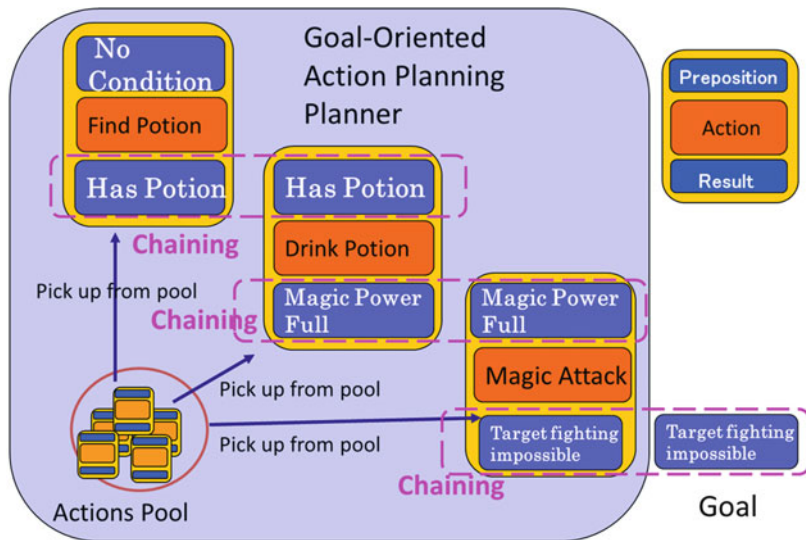 Goal-Oriented
Action Planning
Planner
No
Condition
Find Potion
Has Potion
Chaining
Has Potion
Drink Potion
Magic Power
Full
Chaining
Magic Power
Full
Magic Attack
Target fighting
impossible
Chaining
Target fighting
impossible
Goal
Preposition
Action
Result
Pick up from pool
Pick up from pool
Pick up from pool
Actions Pool